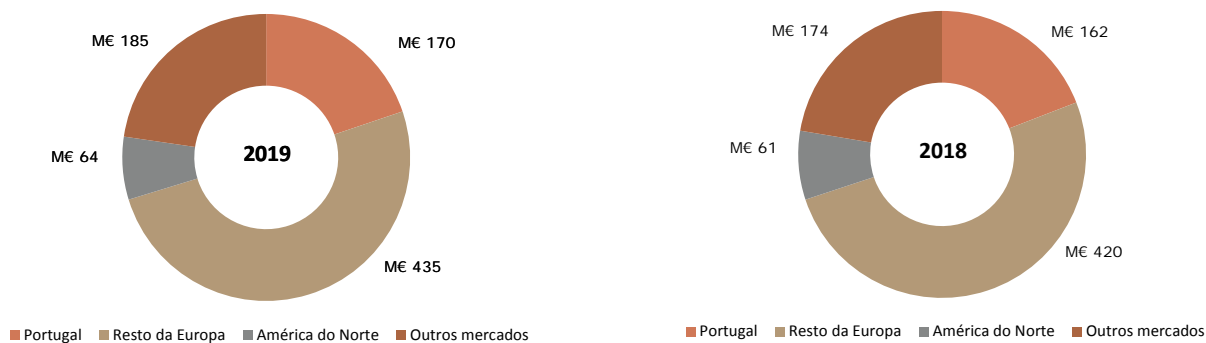 M€ 185
M€ 170
M€ 64
2019
M€ 435
Portugal Resto da Europa América do Norte Outros mercados
M€ 174
M€ 162
M€ 61
2018
M€ 420
Portugal Resto da Europa América do Norte Outros mercados